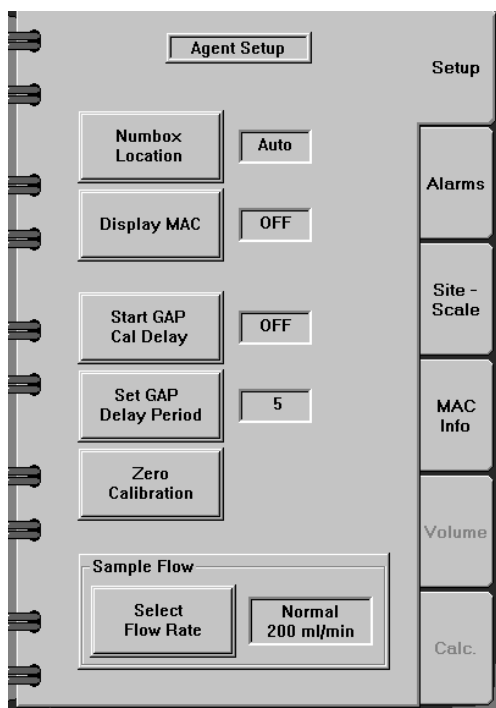 Agent Setup
Setup
Numbox
Location
Auto
Alarms
Display MAC
OFF
Site -
Scale
Start GAP
Cal Delay
OFF
Set GAP
Delay Period
5
MAC
Info
Zero
Calibration
Volume
Sample Flow
Select
Flow Rate
Normal
200 ml/min
Calc.